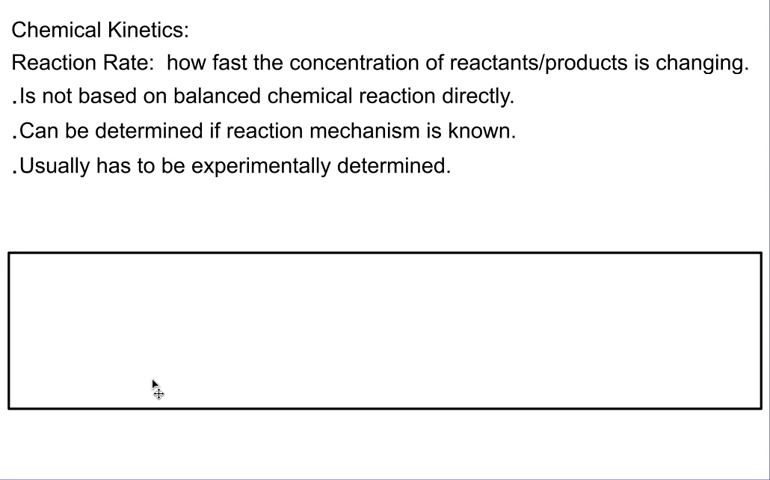 Chemical Kinetics:
Reaction Rate:  how fast the concentration of reactants/products is changing.
.Is not based on balanced chemical reaction directly.
.Can be determined if reaction mechanism is known.
.Usually has to be experimentally determined.